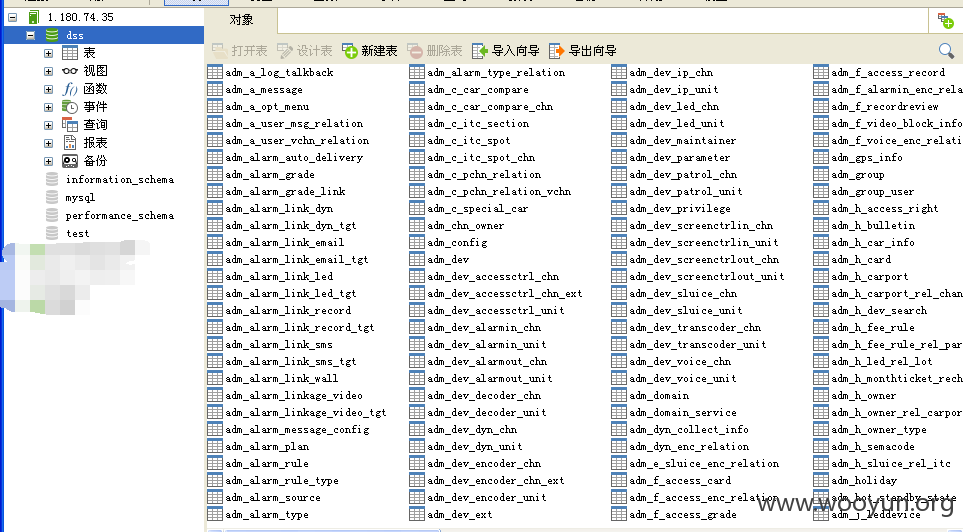 1.180.74.35
对象
dss
打开表 设计表 新建表 删除表 导入向导 导出向导
表
视图
函数
事件
查询
报表
备份
information_schema
mysql
performance_schema
test
adm_a_log_talkback
adm_a_message
adm_a_opt_menu
adm_a_user_msg_relation
adm_a_user_vchn_relation
adm_alarm_auto_delivery
adm_alarm_grade
adm_alarm_grade_link
adm_alarm_link_dyn
adm_alarm_link_dyn_tgt
adm_alarm_link_email
adm_alarm_link_email_tgt
adm_alarm_link_led
adm_alarm_link_led_tgt
adm_alarm_link_record
adm_alarm_link_record_tgt
adm_alarm_link_sms
adm_alarm_link_sms_tgt
adm_alarm_link_wall
adm_alarm_linkage_video
adm_alarm_linkage_video_tgt
adm_alarm_message_config
adm_alarm_plan
adm_alarm_rule
adm_alarm_rule_type
adm_alarm_source
adm_alarm_type
adm_alarm_type_relation
adm_c_car_compare
adm_c_car_compare_chn
adm_c_itc_section
adm_c_itc_spot
adm_c_itc_spot_chn
adm_c_pchn_relation
adm_c_pchn_relation_vchn
adm_c_special_car
adm_chn_owner
adm_config
adm_dev
adm_dev_accessctrl_chn
adm_dev_accessctrl_chn_ext
adm_dev_accessctrl_unit
adm_dev_alarmin_chn
adm_dev_alarmin_unit
adm_dev_alarmout_chn
adm_dev_alarmout_unit
adm_dev_decoder_chn
adm_dev_decoder_unit
adm_dev_dyn_chn
adm_dev_dyn_unit
adm_dev_encoder_chn
adm_dev_encoder_chn_ext
adm_dev_encoder_unit
adm_dev_ext
adm_dev_ip_chn
adm_dev_ip_unit
adm_dev_led_chn
adm_dev_led_unit
adm_dev_maintainer
adm_dev_parameter
adm_dev_patrol_chn
adm_dev_patrol_unit
adm_dev_privilege
adm_dev_screenctrlin_chn
adm_dev_screenctrlin_unit
adm_dev_screenctrlout_chn
adm_dev_screenctrlout_unit
adm_dev_sluice_chn
adm_dev_sluice_unit
adm_dev_transcoder_chn
adm_dev_transcoder_unit
adm_dev_voice_chn
adm_dev_voice_unit
adm_domain
adm_domain_service
adm_dyn_collect_info
adm_dyn_enc_relation
adm_e_sluice_enc_relation
adm_f_access_card
adm_f_access_enc_relation
adm_f_access_grade
adm_f_access_record
adm_f_alarmin_enc_rela
adm_f_recordreview
adm_f_video_block_info
adm_f_voice_enc_relati
adm_gps_info
adm_group
adm_group_user
adm_h_access_right
adm_h_bulletin
adm_h_car_info
adm_h_card
adm_h_carport
adm_h_carport_rel_chan
adm_h_dev_search
adm_h_fee_rule
adm_h_fee_rule_rel_par
adm_h_led_rel_lot
adm_h_monthticket_rech
adm_h_owner
adm_h_owner_rel_carpor
adm_h_owner_type
adm_h_semacode
adm_h_sluice_rel_itc
adm_holiday
adm_hot_standby_state
adm_j_leddevice
www.wooyun.org